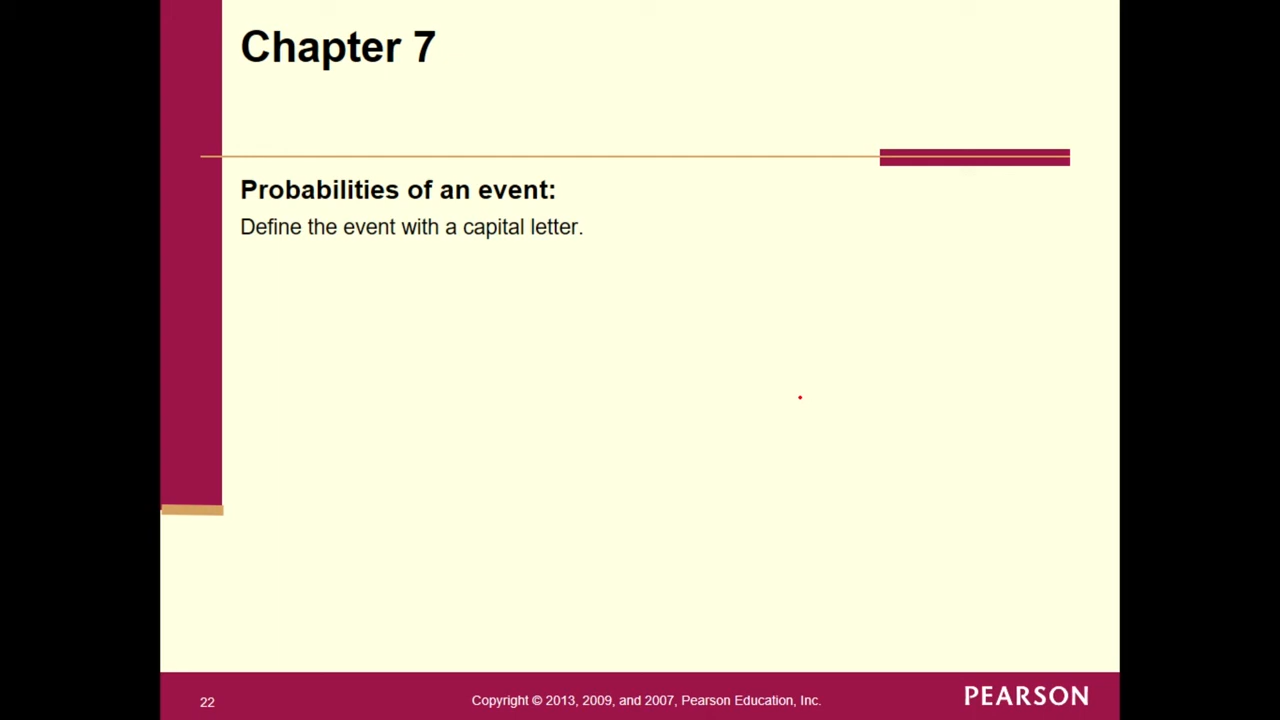 Chapter 7
Probabilities of an event:
Define the event with a capital letter.
22
Copyright © 2013, 2009, and 2007, Pearson Education, Inc.
PEARSON